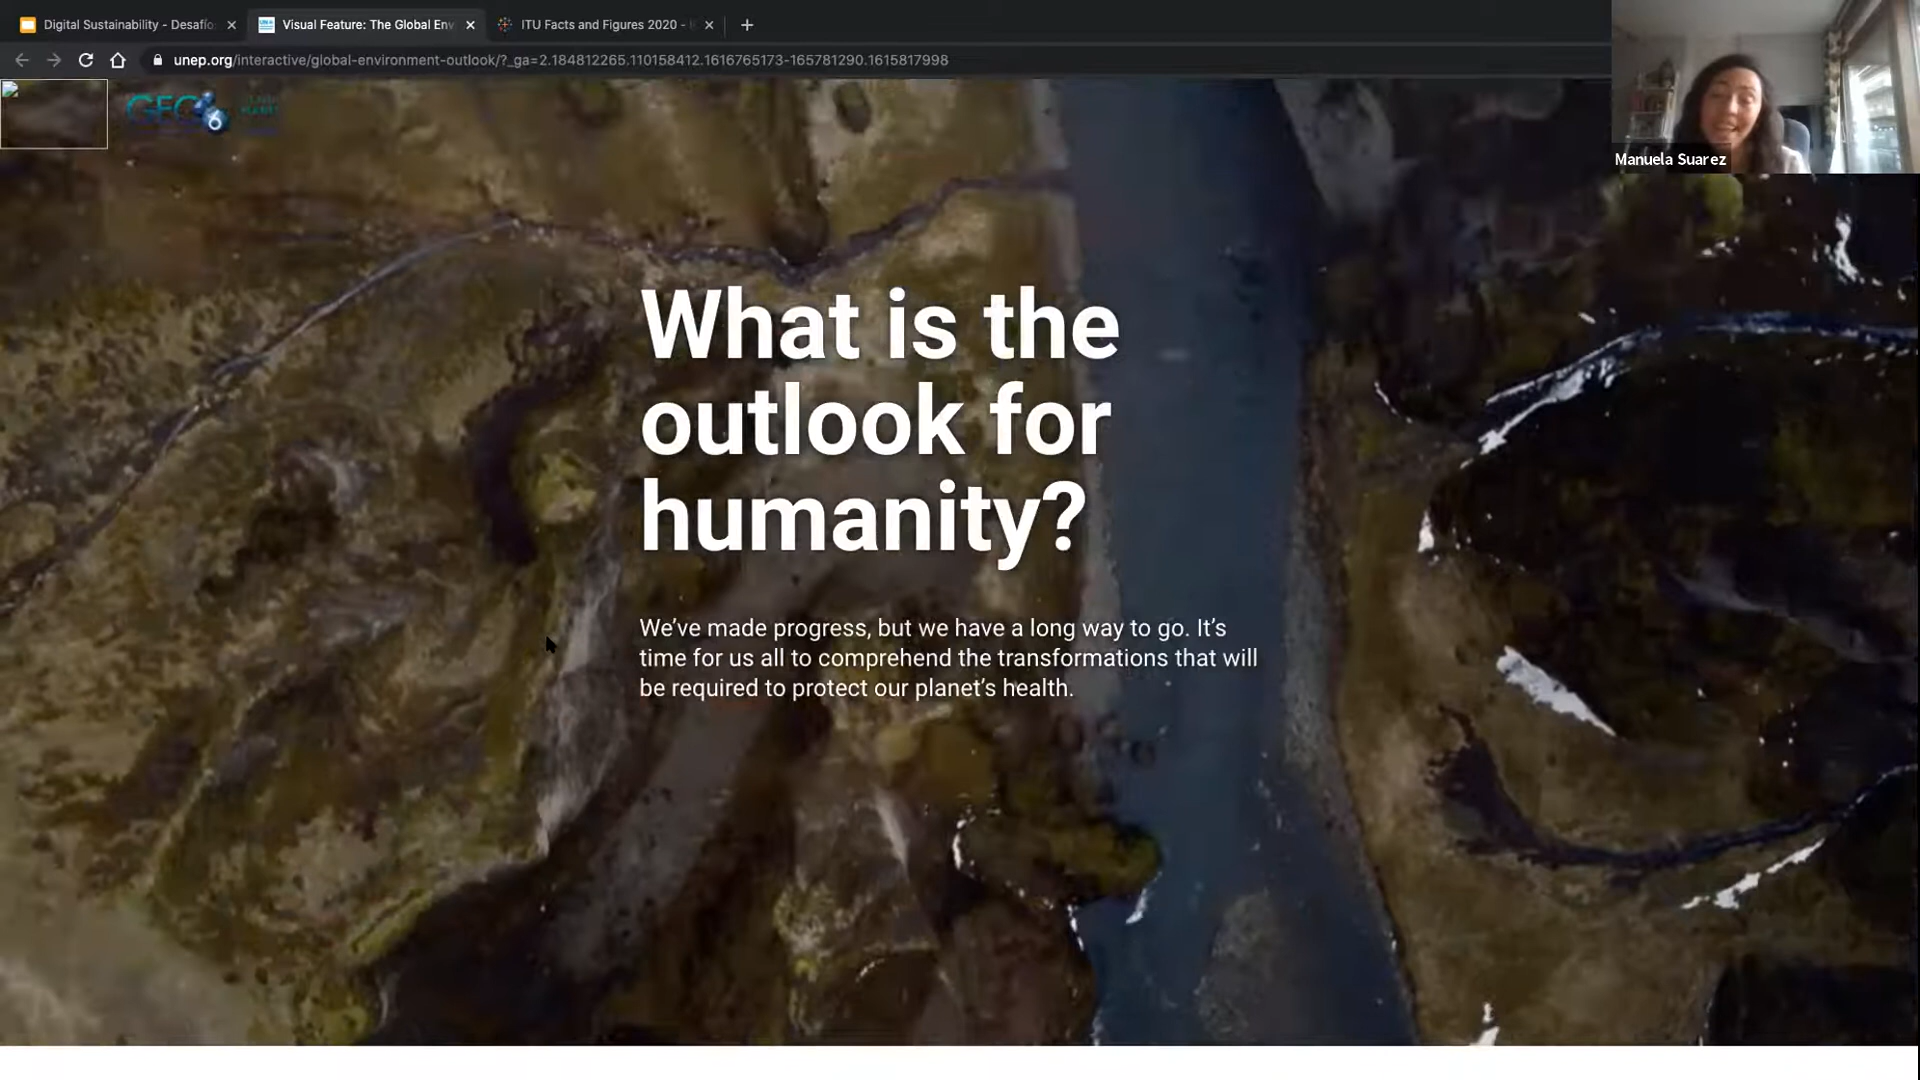 Digital Sustainability - Desafío
Visual Feature: The Global Env
ITU Facts and Figures 2020 -
unep.org/interactive/global-environment-outlook/?_ga=2.184812265.110158412.1616765173-165781290.1615817998
GEO
6
Manuela Suarez
What is the
outlook for
humanity?
We’ve made progress, but we have a long way to go. It’s
time for us all to comprehend the transformations that will
be required to protect our planet’s health.